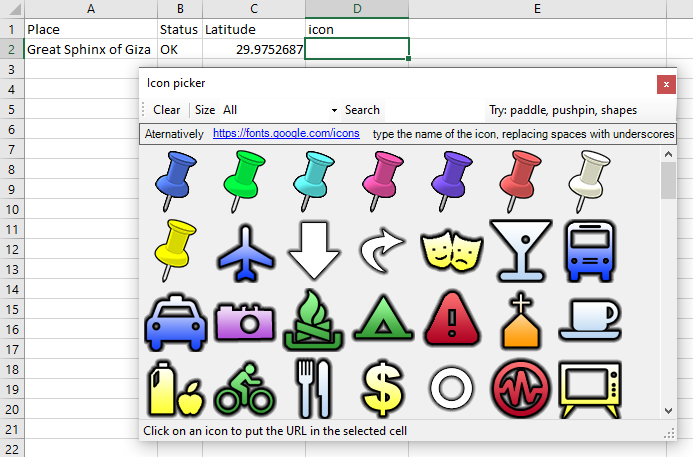 A B C D E
1 Place Status Latitude icon
2 Great Sphinx of Giza OK 29.9752687
3
4 Icon picker x
5 Clear Size All Search Try: paddle, pushpin, shapes
6 Aternatively https://fonts.google.com/icons type the name of the icon, replacing spaces with underscores
7
8
9
10
11
12
13
14
15
16
17
18
19
20
21 Click on an icon to put the URL in the selected cell
22